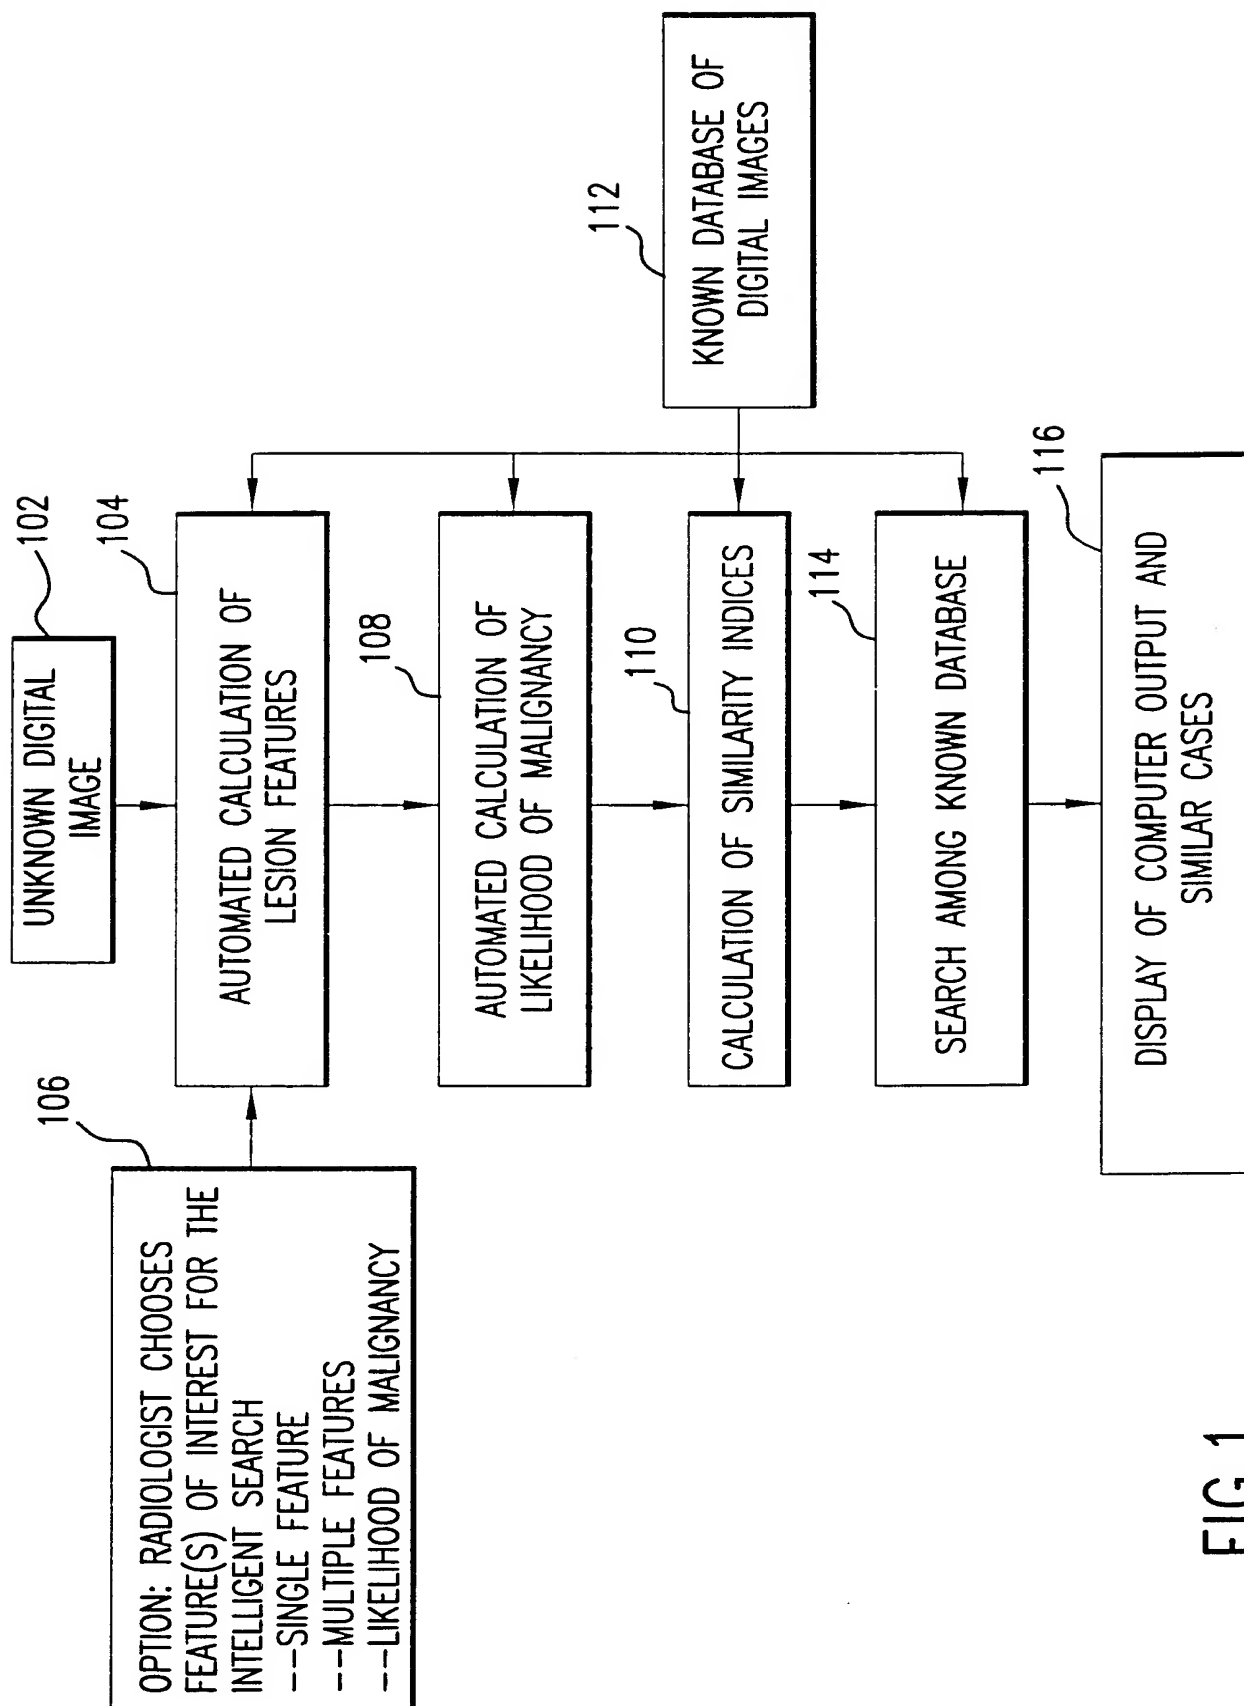 UNKNOWN DIGITAL
IMAGE
102
OPTION: RADIOLOGIST CHOOSES
FEATURE(S) OF INTEREST FOR THE
INTELLIGENT SEARCH
--SINGLE FEATURE
--MULTIPLE FEATURES
--LIKELIHOOD OF MALIGNANCY
106
AUTOMATED CALCULATION OF
LESION FEATURES
104
AUTOMATED CALCULATION OF
LIKELIHOOD OF MALIGNANCY
108
CALCULATION OF SIMILARITY INDICES
110
KNOWN DATABASE OF
DIGITAL IMAGES
112
SEARCH AMONG KNOWN DATABASE
114
DISPLAY OF COMPUTER OUTPUT AND
SIMILAR CASES
116
FIG. 1